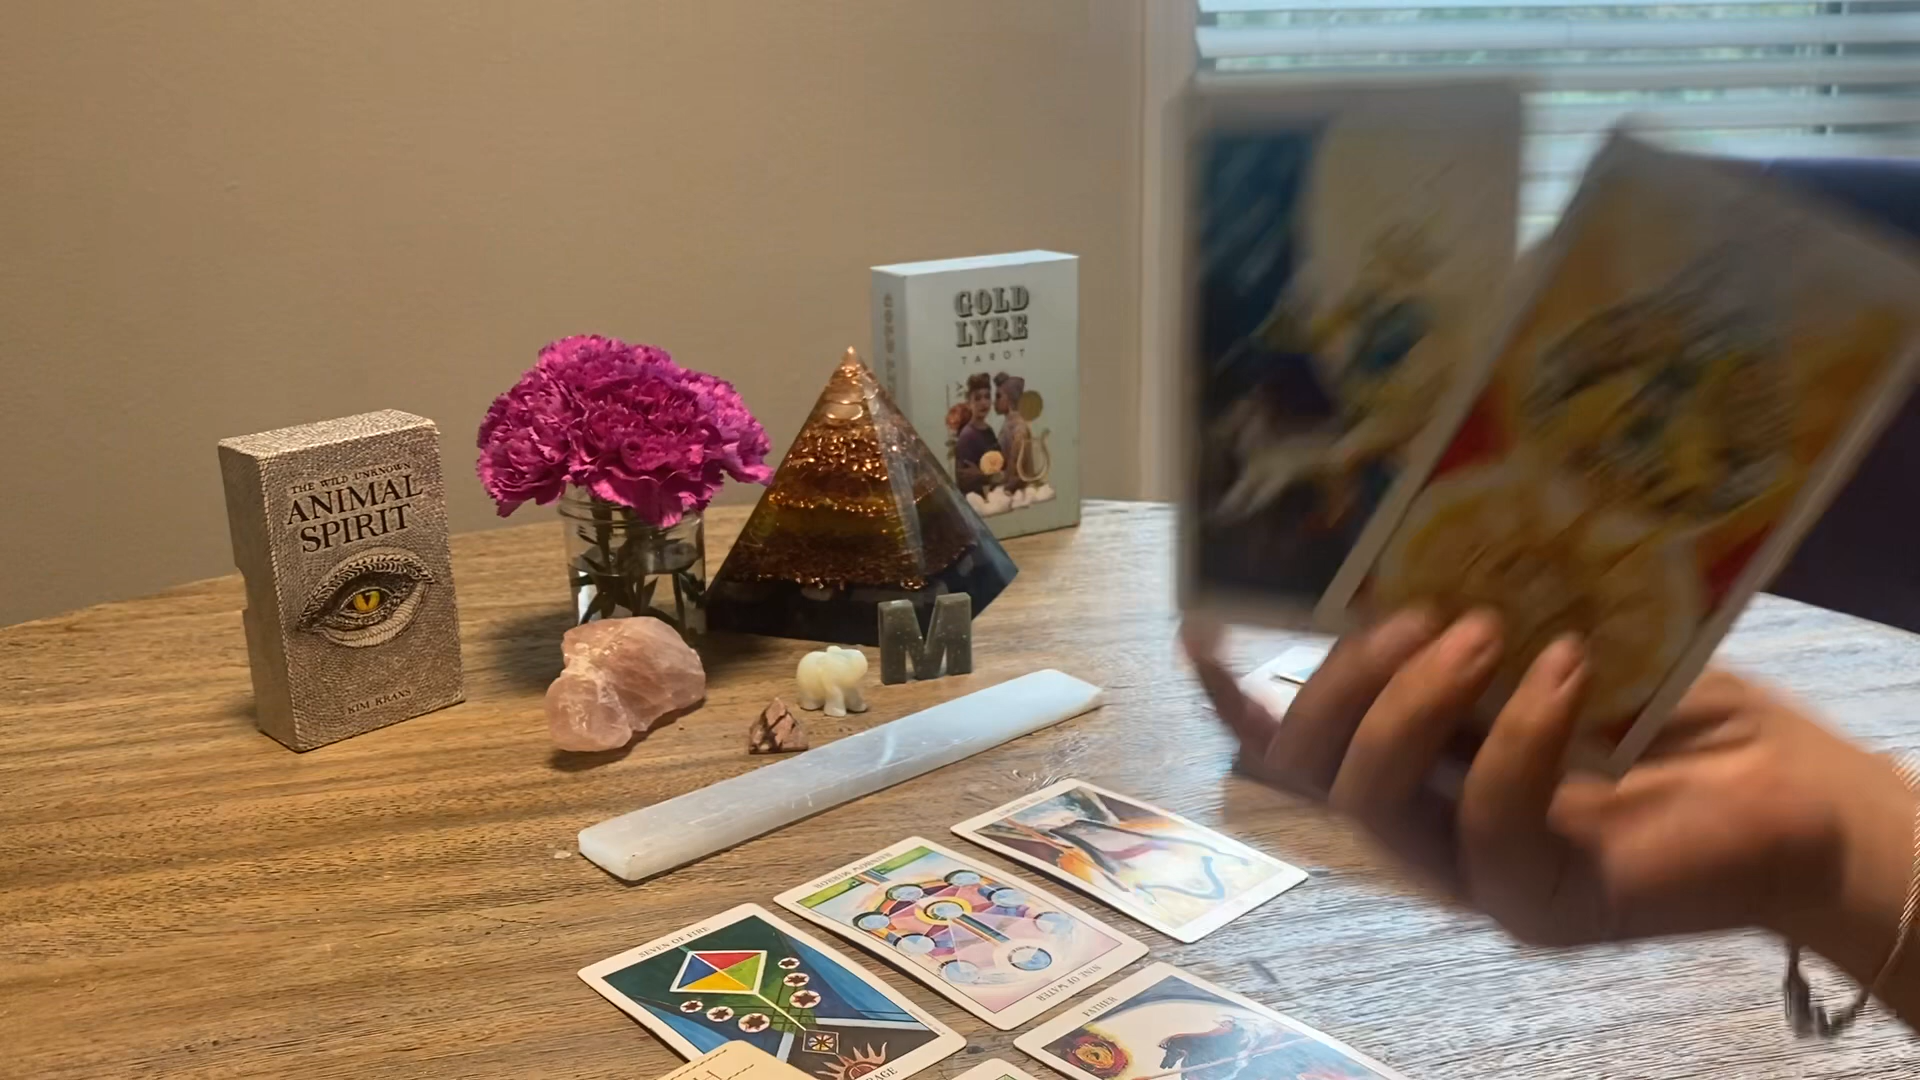 THE WILD UNKNOWN
ANIMAL
SPIRIT
KIM KRANS
GOLD
LYRE
TAROT
M
SEVEN OF FIRE
NINE OF WATER
FATHER